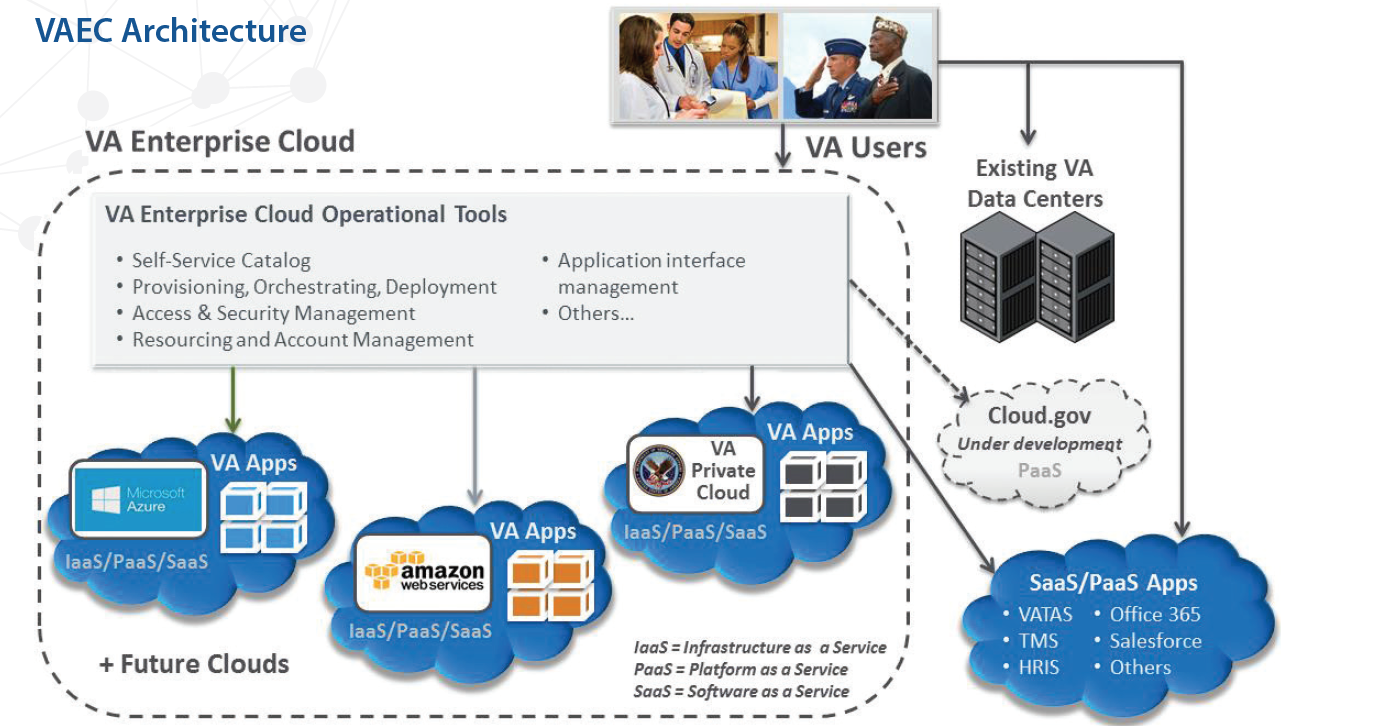 VAEC Architecture
VA Enterprise Cloud
VA Users
Existing VA
Data Centers
VA Enterprise Cloud Operational Tools
• Self-Service Catalog
• Provisioning, Orchestrating, Deployment
• Access & Security Management
• Resourcing and Account Management
• Application interface
management
• Others...
Cloud.gov
Under development
PaaS
VA Apps
Microsoft
Azure
IaaS/PaaS/SaaS
VA Apps
amazon
webservices
IaaS/PaaS/SaaS
VA Apps
VA
Private
Cloud
IaaS/PaaS/SaaS
SaaS/PaaS Apps
• VATAS
• TMS
• HRIS
• Office 365
• Salesforce
• Others
+ Future Clouds
IaaS = Infrastructure as a Service
PaaS = Platform as a Service
SaaS = Software as a Service